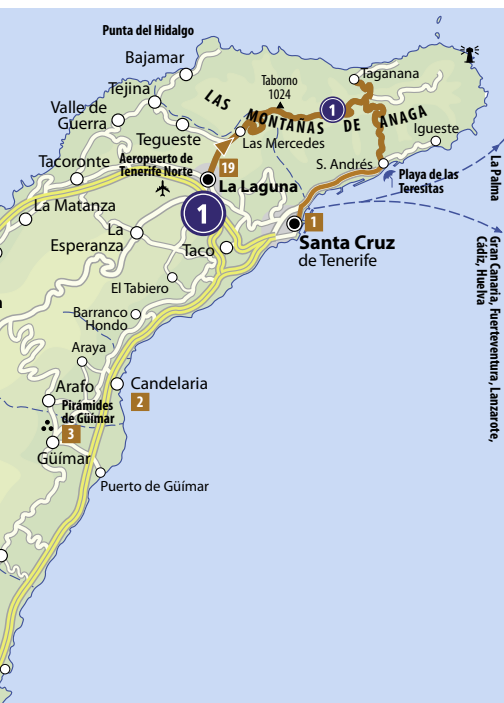 Punta del Hidalgo
Bajamar
Tejina
Taborno
1024
Taganana
Valle de
Guerra
LAS MONTAÑAS DE ANAGA
1
Tegueste
Las Mercedes
Igueste
Tacoronte
Aeropuerto de
Tenerife Norte
19
S. Andrés
La Laguna
Playa de las
Teresitas
La Palma
La Matanza
1
1
La
Esperanza
Taco
Santa Cruz
de Tenerife
Gran Canaria, Fuerteventura, Lanzarote,
Cádiz, Huelva
El Tabiero
Barranco
Hondo
Araya
Arafo
Candelaria
2
Pirámides
de Güímar
3
Güímar
Puerto de Güímar